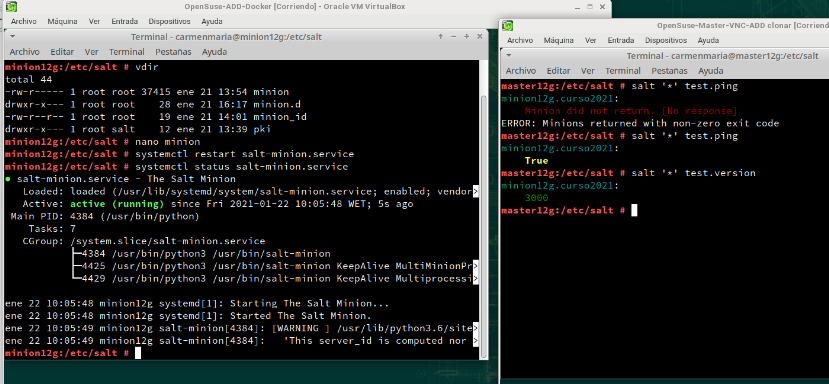 OpenSuse-ADD-Docker [Corriendo] - Oracle VM VirtualBox
Archivo Máquina Ver Entrada Dispositivos Ayuda
Terminal - carmenmaria@minion12g:/etc/salt
Archivo Editar Ver Terminal Pestañas Ayuda
minion12g:/etc/salt # vdir
total 44
-rw-r----- 1 root root 37415 ene 21 13:54 minion
drwxr-x--- 1 root root    28 ene 21 16:17 minion.d
-rw-r----- 1 root root    19 ene 21 14:01 minion_id
drwxr-x--- 1 root salt    12 ene 21 13:39 pki
minion12g:/etc/salt # nano minion
minion12g:/etc/salt # systemctl restart salt-minion.service
minion12g:/etc/salt # systemctl status salt-minion.service
● salt-minion.service - The Salt Minion
Loaded: loaded (/usr/lib/systemd/system/salt-minion.service; enabled; vendor>
Active: active (running) since Fri 2021-01-22 10:05:48 WET; 5s ago
Main PID: 4384 (/usr/bin/python)
Tasks: 7
CGroup: /system.slice/salt-minion.service
├─4384 /usr/bin/python3 /usr/bin/salt-minion
├─4425 /usr/bin/python3 /usr/bin/salt-minion KeepAlive MultiMinionPr>
└─4429 /usr/bin/python3 /usr/bin/salt-minion KeepAlive Multiprocessi>
ene 22 10:05:48 minion12g systemd[1]: Starting The Salt Minion...
ene 22 10:05:48 minion12g systemd[1]: Started The Salt Minion.
ene 22 10:05:49 minion12g salt-minion[4384]: [WARNING ] /usr/lib/python3.6/site>
ene 22 10:05:49 minion12g salt-minion[4384]:   'This server_id is computed nor >
minion12g:/etc/salt #
OpenSuse-Master-VNC-ADD clonar [Corriend
Archivo Máquina Ver Entrada Dispositivos Ayuda
Terminal - carmenmaria@master12g:/etc/salt
Archivo Editar Ver Terminal Pestañas Ayuda
master12g:/etc/salt # salt '*' test.ping
minion12g.curso2021:
Minion did not return. [No response]
ERROR: Minions returned with non-zero exit code
master12g:/etc/salt # salt '*' test.ping
minion12g.curso2021:
True
master12g:/etc/salt # salt '*' test.version
minion12g.curso2021:
3000
master12g:/etc/salt #